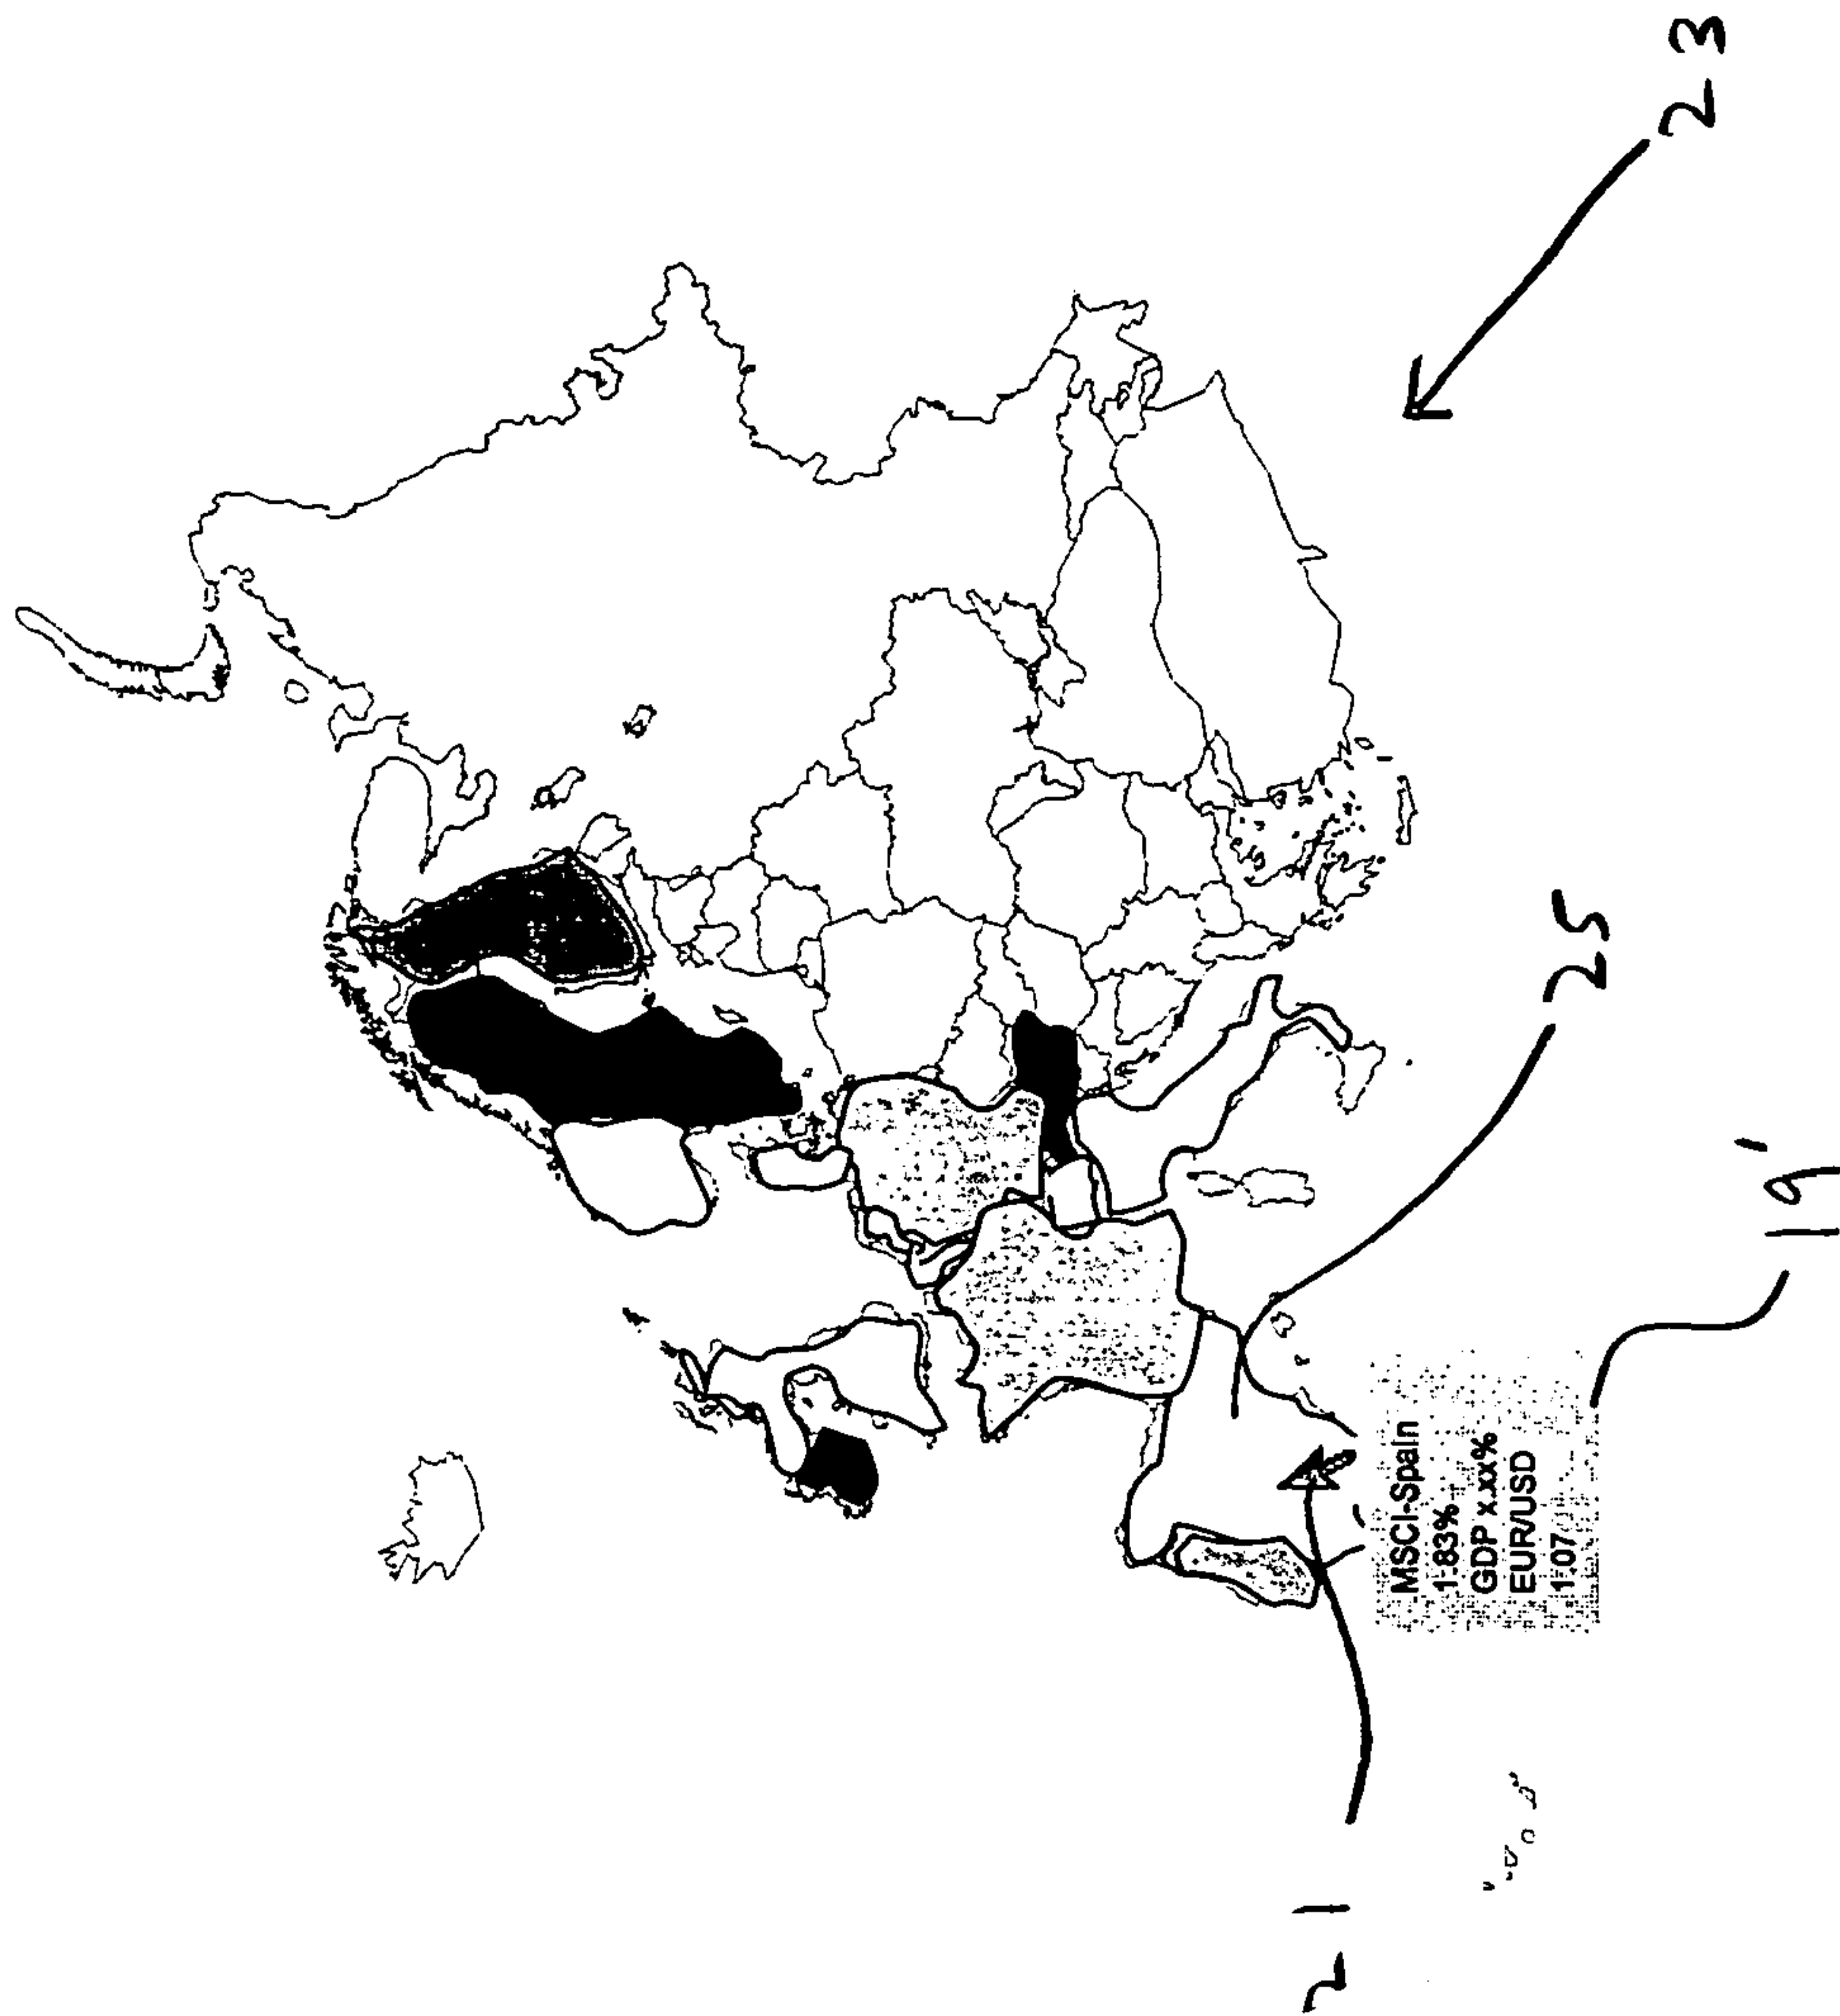 21
MSCI-Spain
1.83%
GDP x.xx%
EUR/USD
1.07
25
23
19'